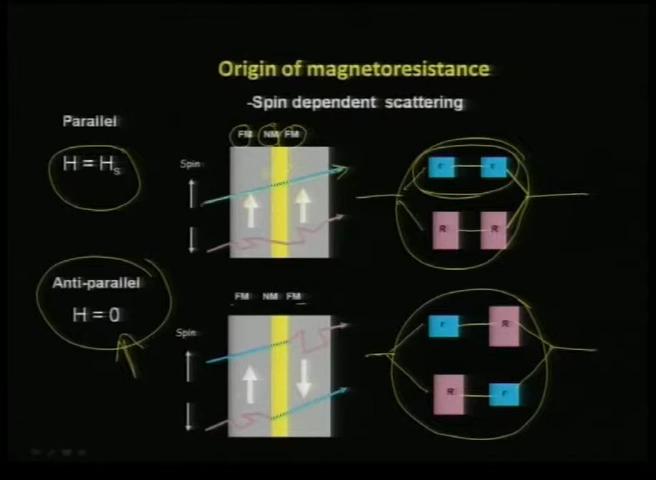 Origin of magnetoresistance
-Spin dependent scattering
Parallel
H = Hs
FM NM FM
Spin
r r
R R
Anti-parallel
H = 0
FM NM FM
Spin
r R
R r